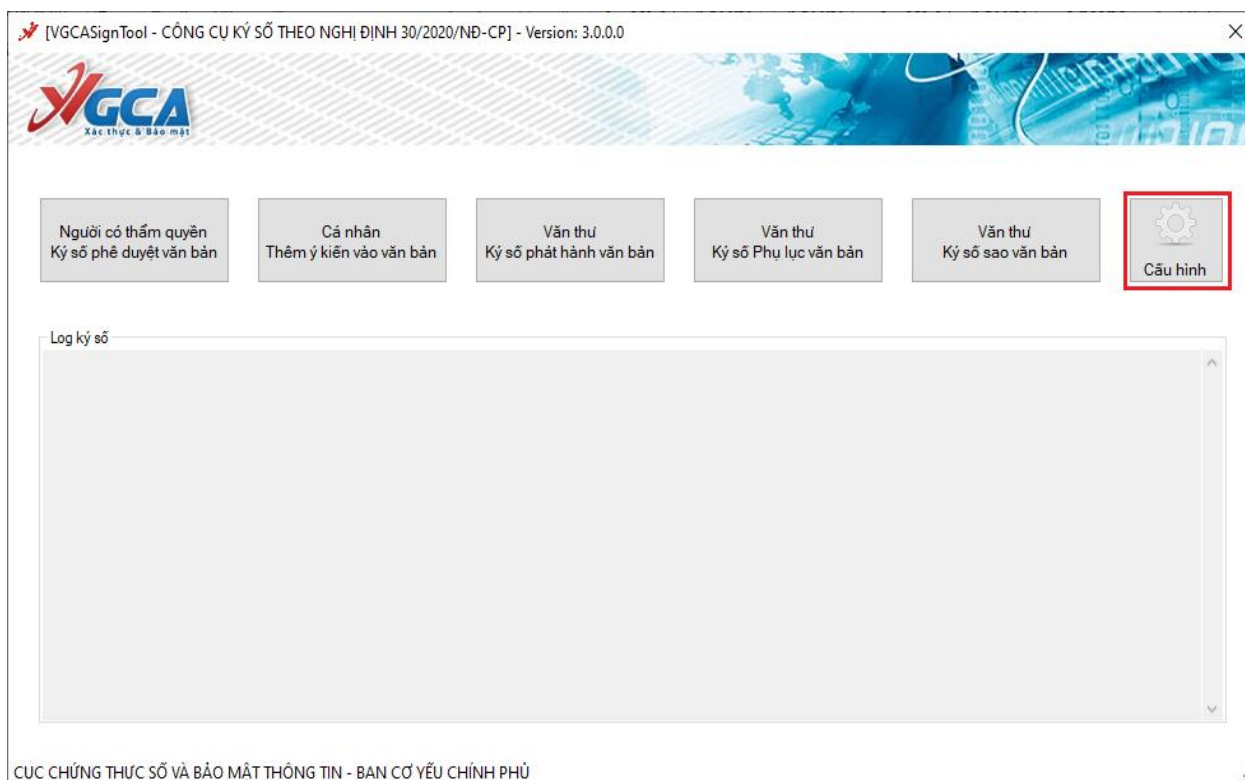 [VGCASignTool - CÔNG CỤ KÝ SỐ THEO NGHỊ ĐỊNH 30/2020/NĐ-CP] - Version: 3.0.0.0
VGCA
Xác thực & Bảo mật
Người có thẩm quyền
Ký số phê duyệt văn bản
Cá nhân
Thêm ý kiến vào văn bản
Văn thư
Ký số phát hành văn bản
Văn thư
Ký số Phụ lục văn bản
Văn thư
Ký số sao văn bản
Cấu hình
Log ký số
CỤC CHỨNG THỰC SỐ VÀ BẢO MẬT THÔNG TIN - BAN CƠ YẾU CHÍNH PHỦ